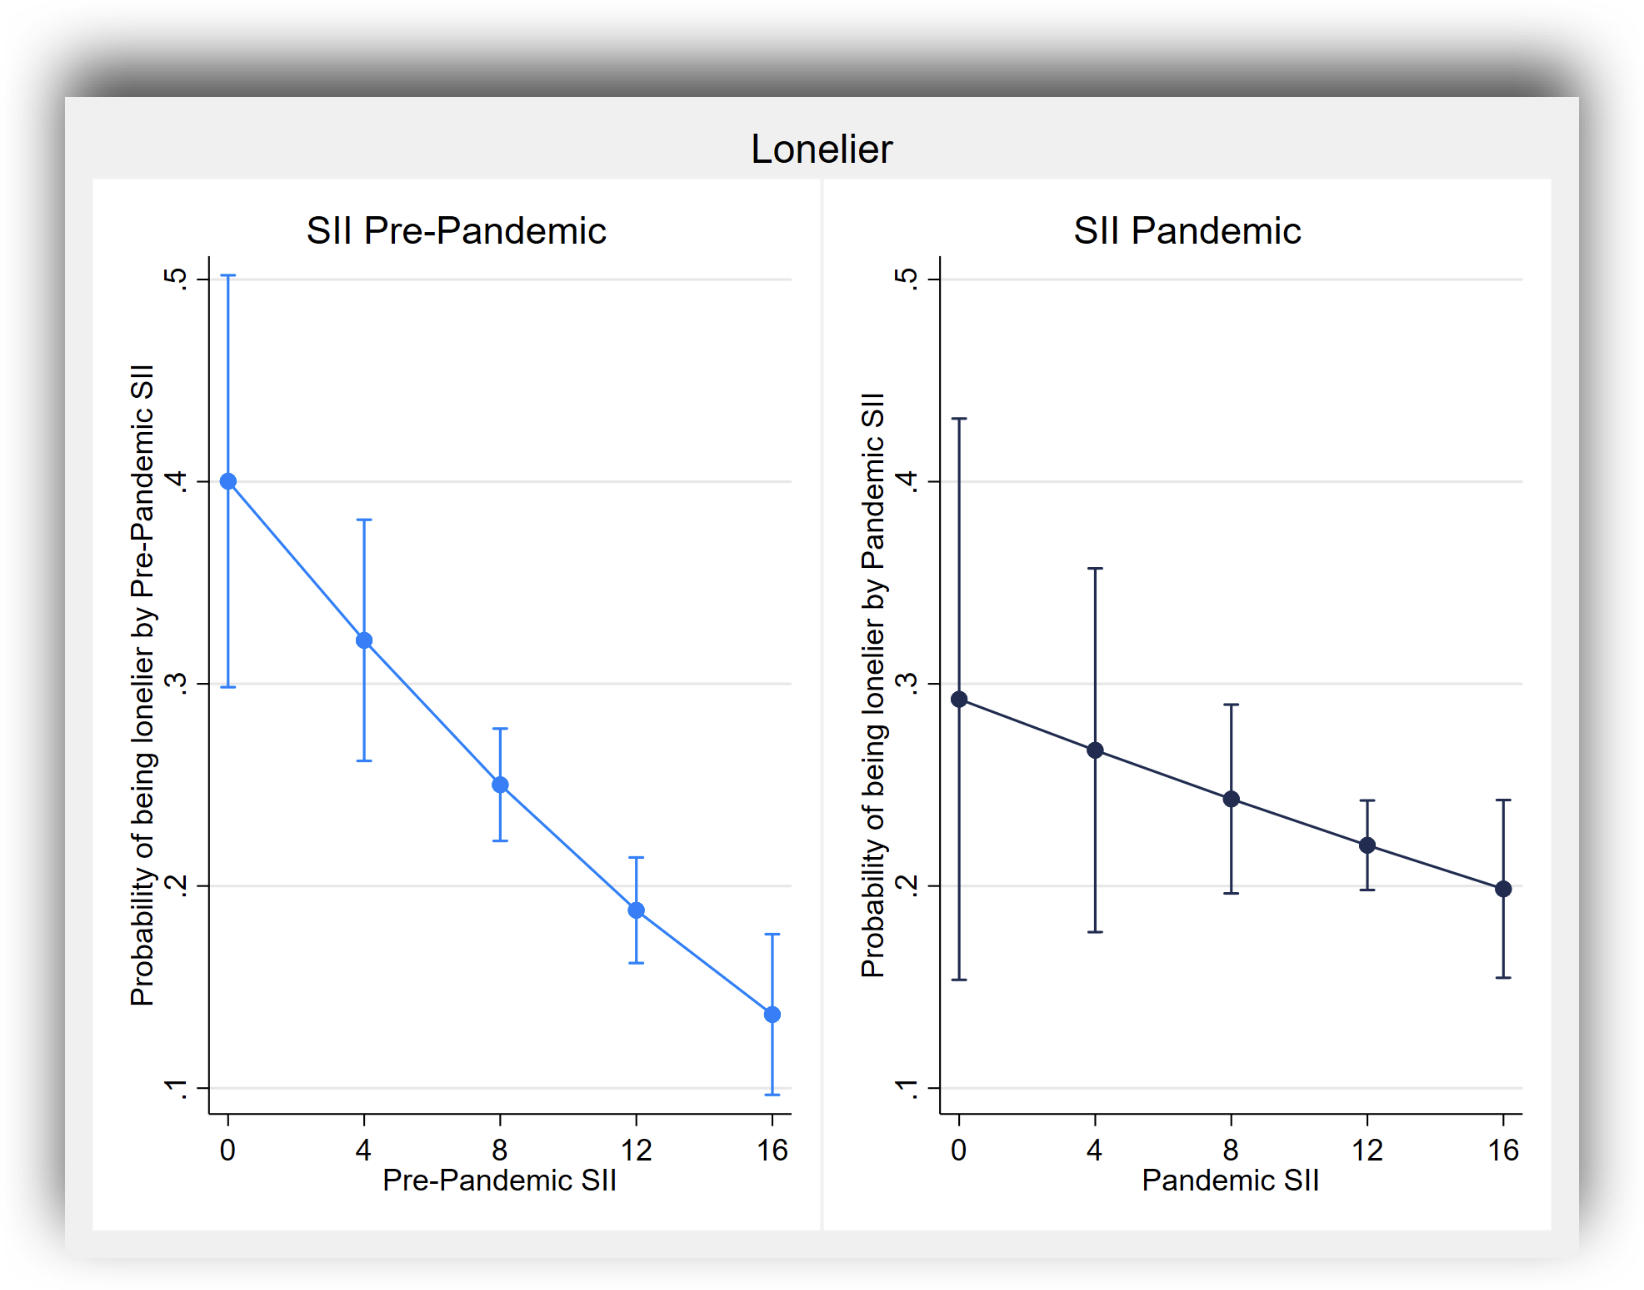 Lonelier
SII Pre-Pandemic
Probability of being lonelier by Pre-Pandemic SII
.5
.4
.3
.2
.1
0 4 8 12 16
Pre-Pandemic SII
SII Pandemic
Probability of being lonelier by Pandemic SII
.5
.4
.3
.2
.1
0 4 8 12 16
Pandemic SII